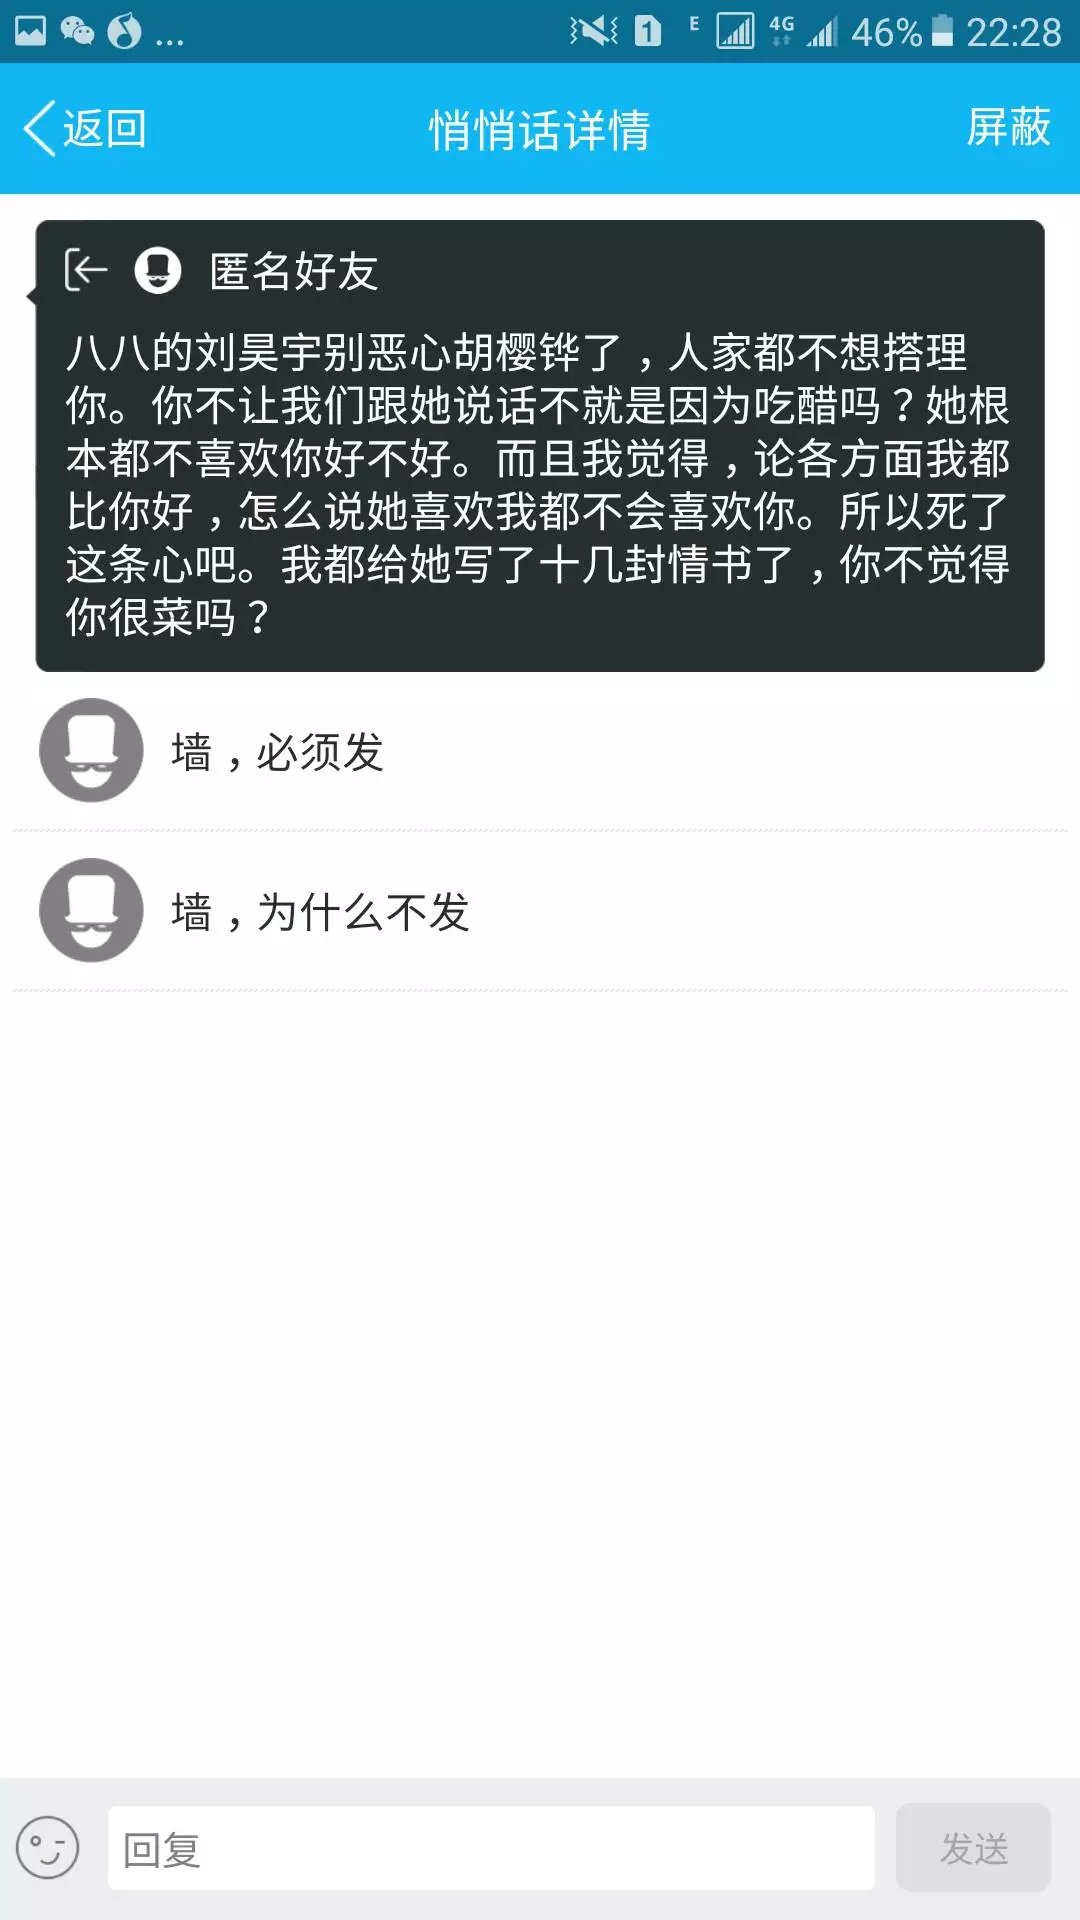 ... 1 E 4G 46% 22:28
返回 悄悄话详情 屏蔽
匿名好友
八八的刘昊宇别恶心胡樱铧了，人家都不想搭理
你。你不让我们跟她说话不就是因为吃醋吗？她根
本都不喜欢你好不好。而且我觉得，论各方面我都
比你好，怎么说她喜欢我都不会喜欢你。所以死了
这条心吧。我都给她写了十几封情书了，你不觉得
你很菜吗？
墙，必须发
墙，为什么不发
回复 发送